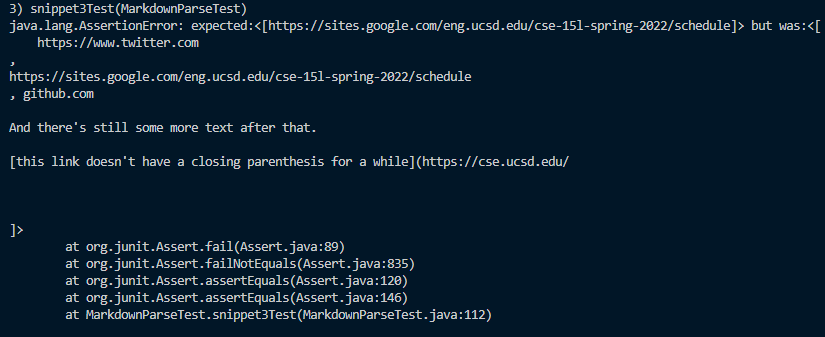 3) snippet3Test(MarkdownParseTest)
java.lang.AssertionError: expected:<[https://sites.google.com/eng.ucsd.edu/cse-15l-spring-2022/schedule]> but was:<[
    https://www.twitter.com
,
https://sites.google.com/eng.ucsd.edu/cse-15l-spring-2022/schedule
, github.com

And there's still some more text after that.

[this link doesn't have a closing parenthesis for a while](https://cse.ucsd.edu/



]>
        at org.junit.Assert.fail(Assert.java:89)
        at org.junit.Assert.failNotEquals(Assert.java:835)
        at org.junit.Assert.assertEquals(Assert.java:120)
        at org.junit.Assert.assertEquals(Assert.java:146)
        at MarkdownParseTest.snippet3Test(MarkdownParseTest.java:112)